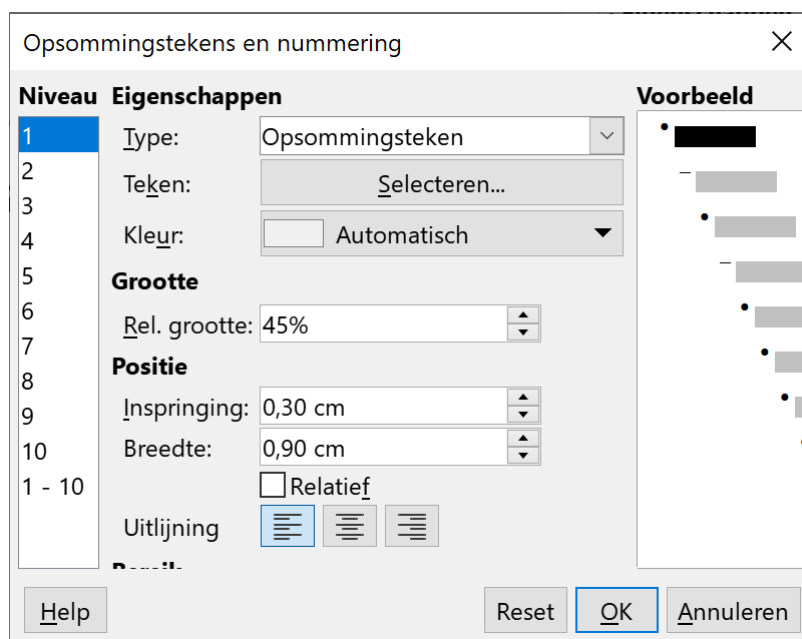 Opsommingstekens en nummering
Niveau
1
2
3
4
5
6
7
8
9
10
1 - 10
Eigenschappen
Type: Opsommingsteken
Teken: Selecteren...
Kleur: Automatisch
Grootte
Rel. grootte: 45%
Positie
Inspringing: 0,30 cm
Breedte: 0,90 cm
Relatief
Uitlijning
Voorbeeld
Help Reset OK Annuleren